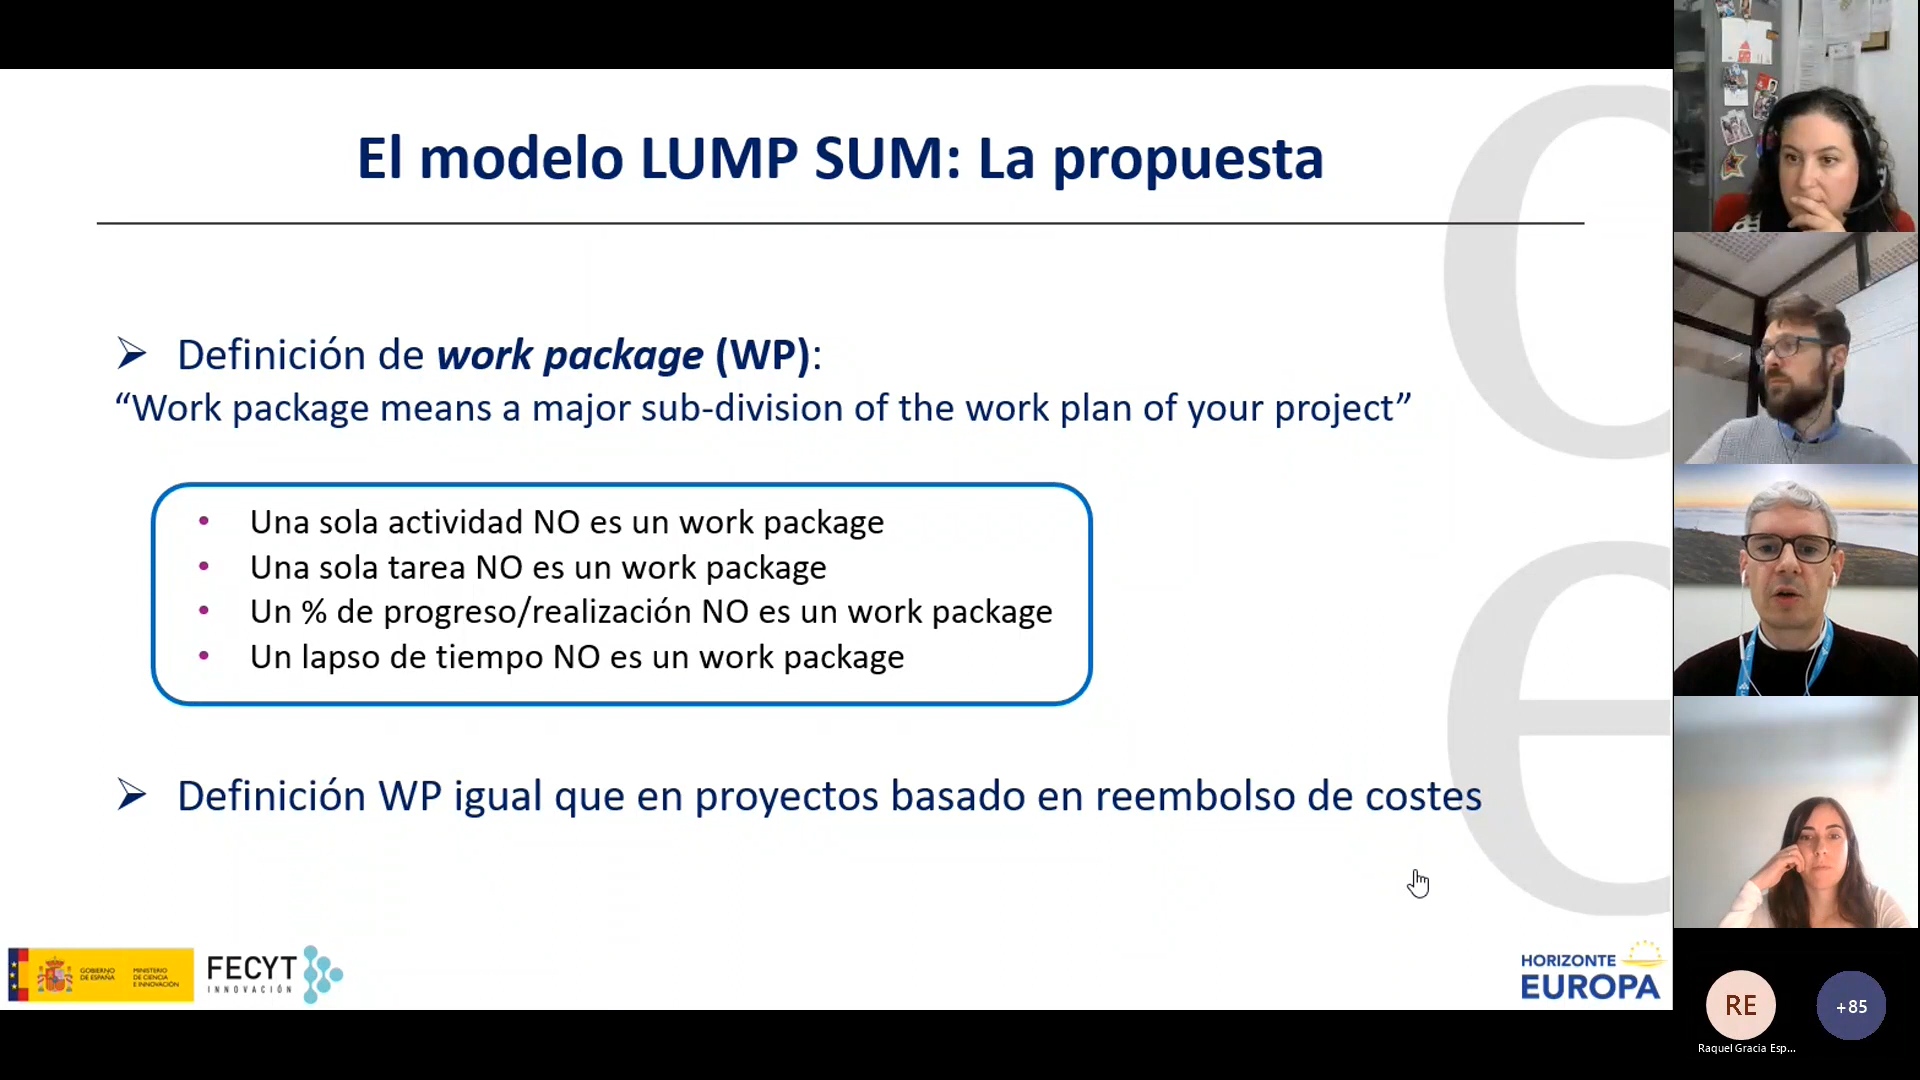 El modelo LUMP SUM: La propuesta
Definición de work package (WP):
“Work package means a major sub-division of the work plan of your project”
Una sola actividad NO es un work package
Una sola tarea NO es un work package
Un % de progreso/realización NO es un work package
Un lapso de tiempo NO es un work package
Definición WP igual que en proyectos basado en reembolso de costes
GOBIERNO
DE ESPAÑA
MINISTERIO
DE CIENCIA
E INNOVACIÓN
FECYT
INNOVACIÓN
HORIZONTE
EUROPA
RE
+85
Raquel Gracia Esp...